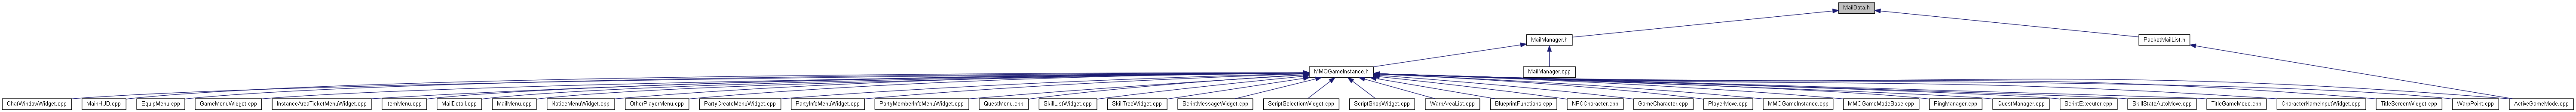 MailData.h
MailManager.h
PacketMailList.h
MMOGameInstance.h
MailManager.cpp
ChatWindowWidget.cpp
MainHUD.cpp
EquipMenu.cpp
GameMenuWidget.cpp
InstanceAreaTicketMenuWidget.cpp
ItemMenu.cpp
MailDetail.cpp
MailMenu.cpp
NoticeMenuWidget.cpp
OtherPlayerMenu.cpp
PartyCreateMenuWidget.cpp
PartyInfoMenuWidget.cpp
PartyMemberInfoMenuWidget.cpp
QuestMenu.cpp
SkillListWidget.cpp
SkillTreeWidget.cpp
ScriptMessageWidget.cpp
ScriptSelectionWidget.cpp
ScriptShopWidget.cpp
WarpAreaList.cpp
BlueprintFunctions.cpp
NPCCharacter.cpp
GameCharacter.cpp
PlayerMove.cpp
MMOGameInstance.cpp
MMOGameModeBase.cpp
PingManager.cpp
QuestManager.cpp
ScriptExecuter.cpp
SkillStateAutoMove.cpp
TitleGameMode.cpp
CharacterNameInputWidget.cpp
TitleScreenWidget.cpp
WarpPoint.cpp
ActiveGameMode.cpp